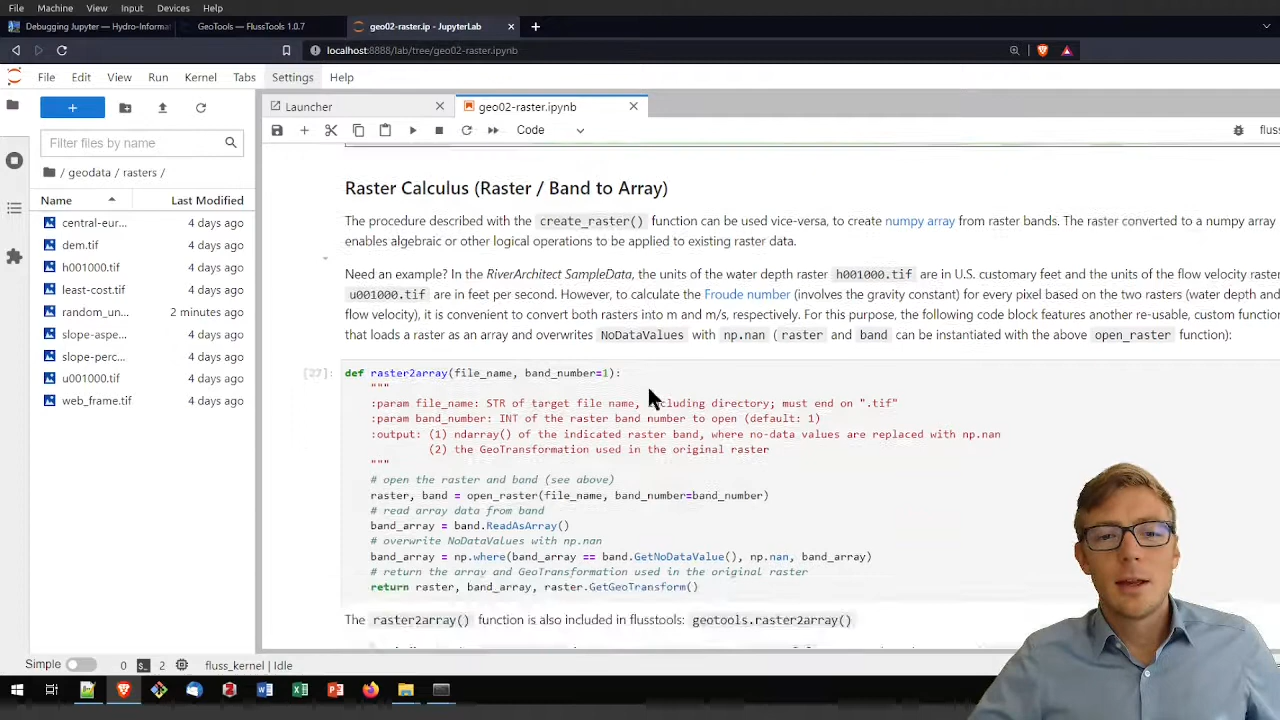 File Machine View Input Devices Help
Debugging Jupyter — Hydro-Informat
GeoTools — FlussTools 1.0.7
geo02-raster.ip - JupyterLab
localhost:8888/lab/tree/geo02-raster.ipynb
File Edit View Run Kernel Tabs Settings Help
Launcher
geo02-raster.ipynb
Code
fluss
Filter files by name
/ geodata / rasters /
Name Last Modified
central-eur... 4 days ago
dem.tif 4 days ago
h001000.tif 4 days ago
least-cost.tif 4 days ago
random_un... 2 minutes ago
slope-aspe... 4 days ago
slope-perc... 4 days ago
u001000.tif 4 days ago
web_frame.tif 4 days ago
Raster Calculus (Raster / Band to Array)
The procedure described with the create_raster() function can be used vice-versa, to create numpy array from raster bands. The raster converted to a numpy array
enables algebraic or other logical operations to be applied to existing raster data.
Need an example? In the RiverArchitect SampleData, the units of the water depth raster h001000.tif are in U.S. customary feet and the units of the flow velocity raster
u001000.tif are in feet per second. However, to calculate the Froude number (involves the gravity constant) for every pixel based on the two rasters (water depth and
flow velocity), it is convenient to convert both rasters into m and m/s, respectively. For this purpose, the following code block features another re-usable, custom function
that loads a raster as an array and overwrites NoDataValues with np.nan ( raster and band can be instantiated with the above open_raster function):
[27]: def raster2array(file_name, band_number=1):
"""
:param file_name: STR of target file name, including directory; must end on ".tif"
:param band_number: INT of the raster band number to open (default: 1)
:output: (1) ndarray() of the indicated raster band, where no-data values are replaced with np.nan
(2) the GeoTransformation used in the original raster
"""
# open the raster and band (see above)
raster, band = open_raster(file_name, band_number=band_number)
# read array data from band
band_array = band.ReadAsArray()
# overwrite NoDataValues with np.nan
band_array = np.where(band_array == band.GetNoDataValue(), np.nan, band_array)
# return the array and GeoTransformation used in the original raster
return raster, band_array, raster.GetGeoTransform()
The raster2array() function is also included in flusstools: geotools.raster2array()
Simple 0 2 fluss_kernel | Idle